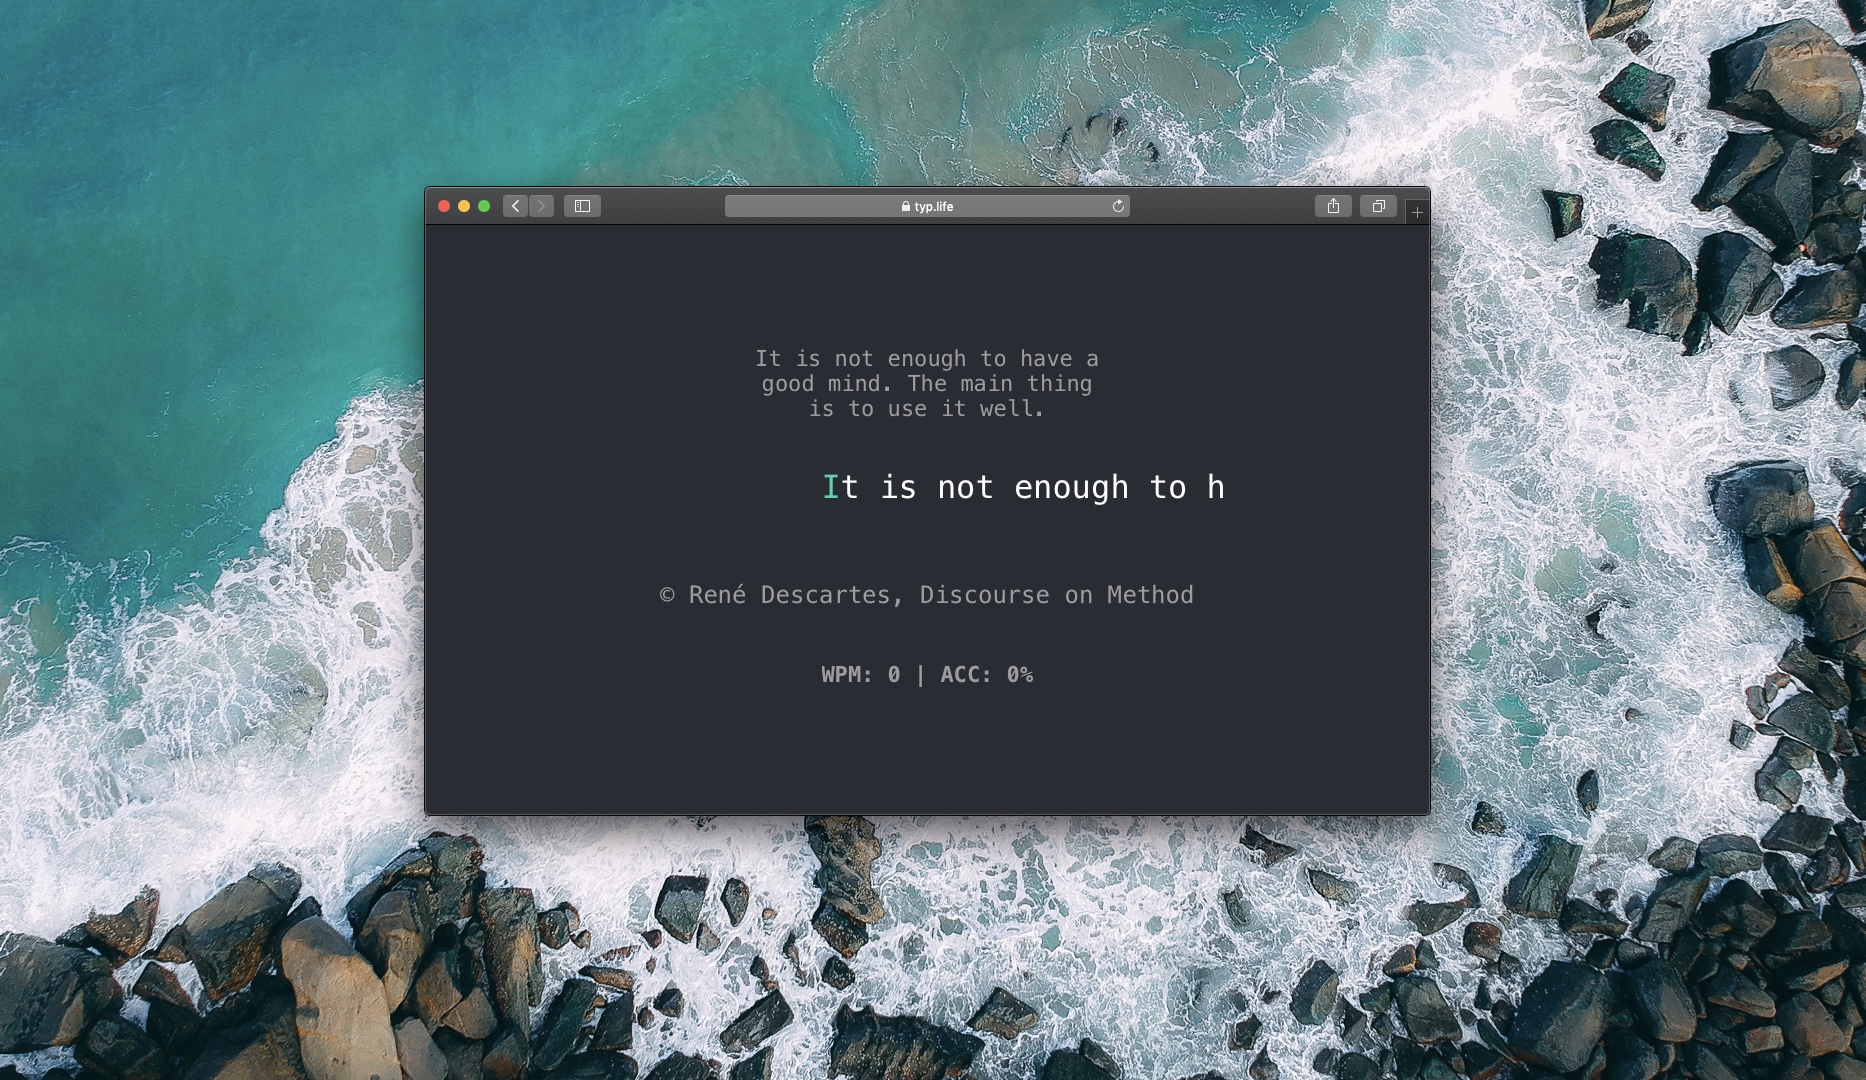 typ.life
It is not enough to have a
good mind. The main thing
is to use it well.
It is not enough to h
© René Descartes, Discourse on Method
WPM: 0 | ACC: 0%